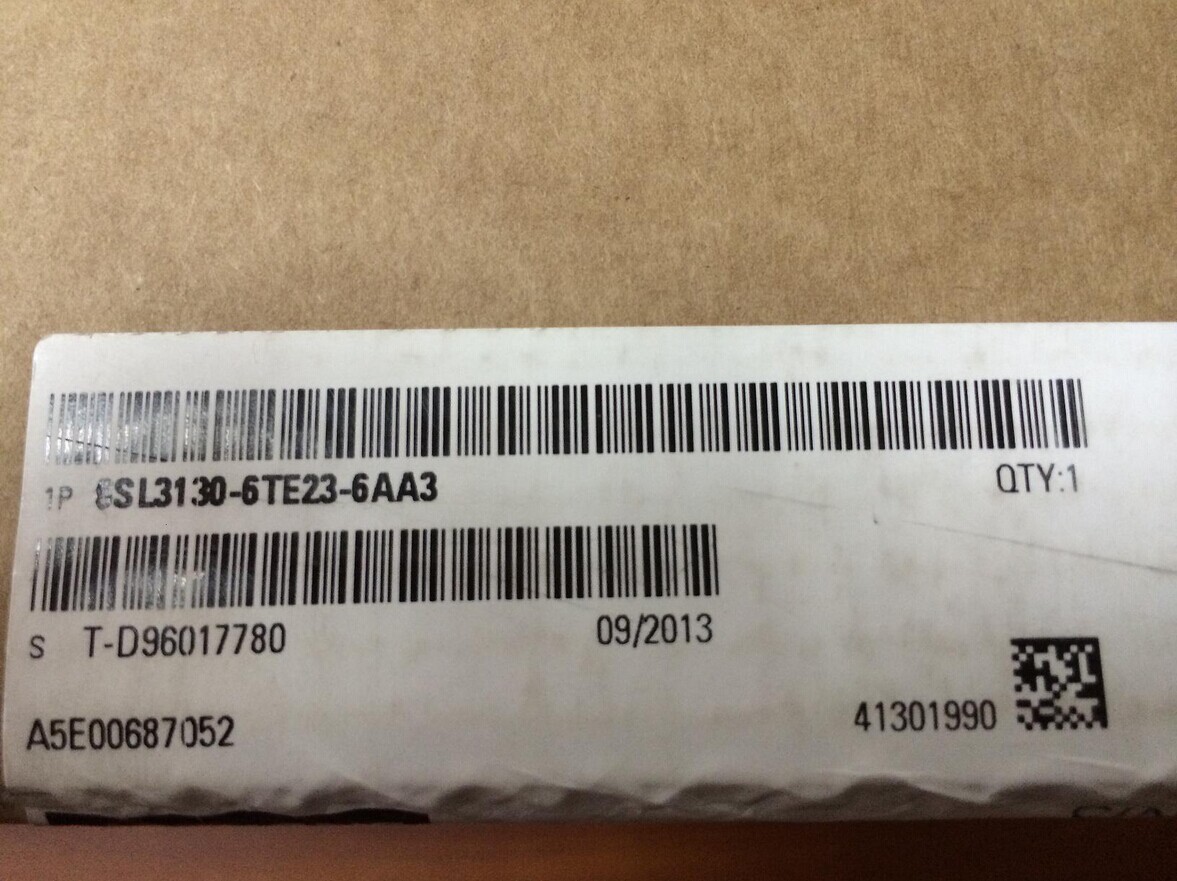 1P 6SL3130-6TE23-6AA3 QTY:1
S T-D96017780 09/2013
A5E00687052 41301990